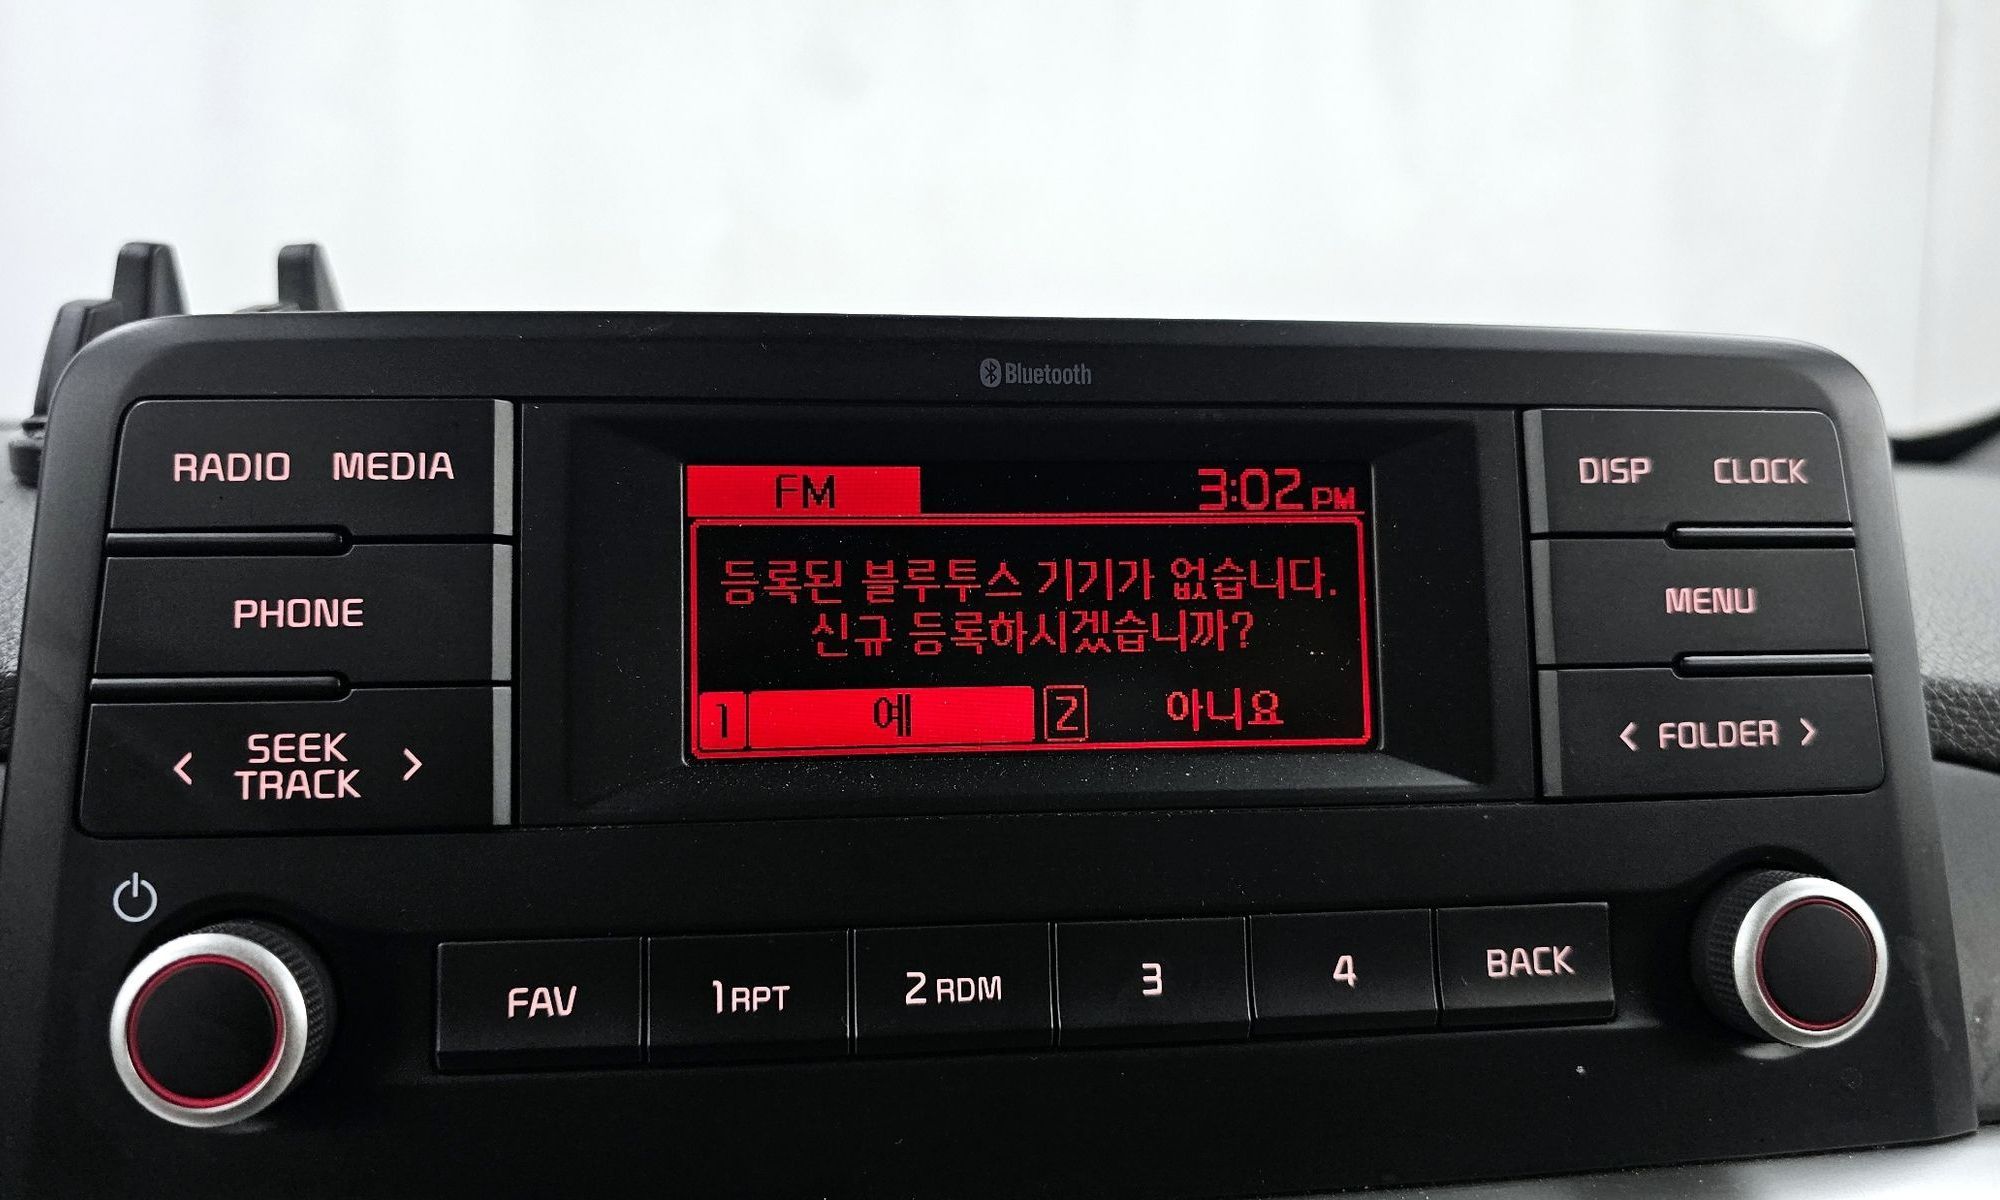 Bluetooth
RADIO MEDIA
PHONE
< SEEK TRACK >
FM 3:02 PM
등록된 블루투스 기기가 없습니다.
신규 등록하시겠습니까?
1 예 2 아니요
DISP CLOCK
MENU
< FOLDER >
FAV 1 RPT 2 RDM 3 4 BACK